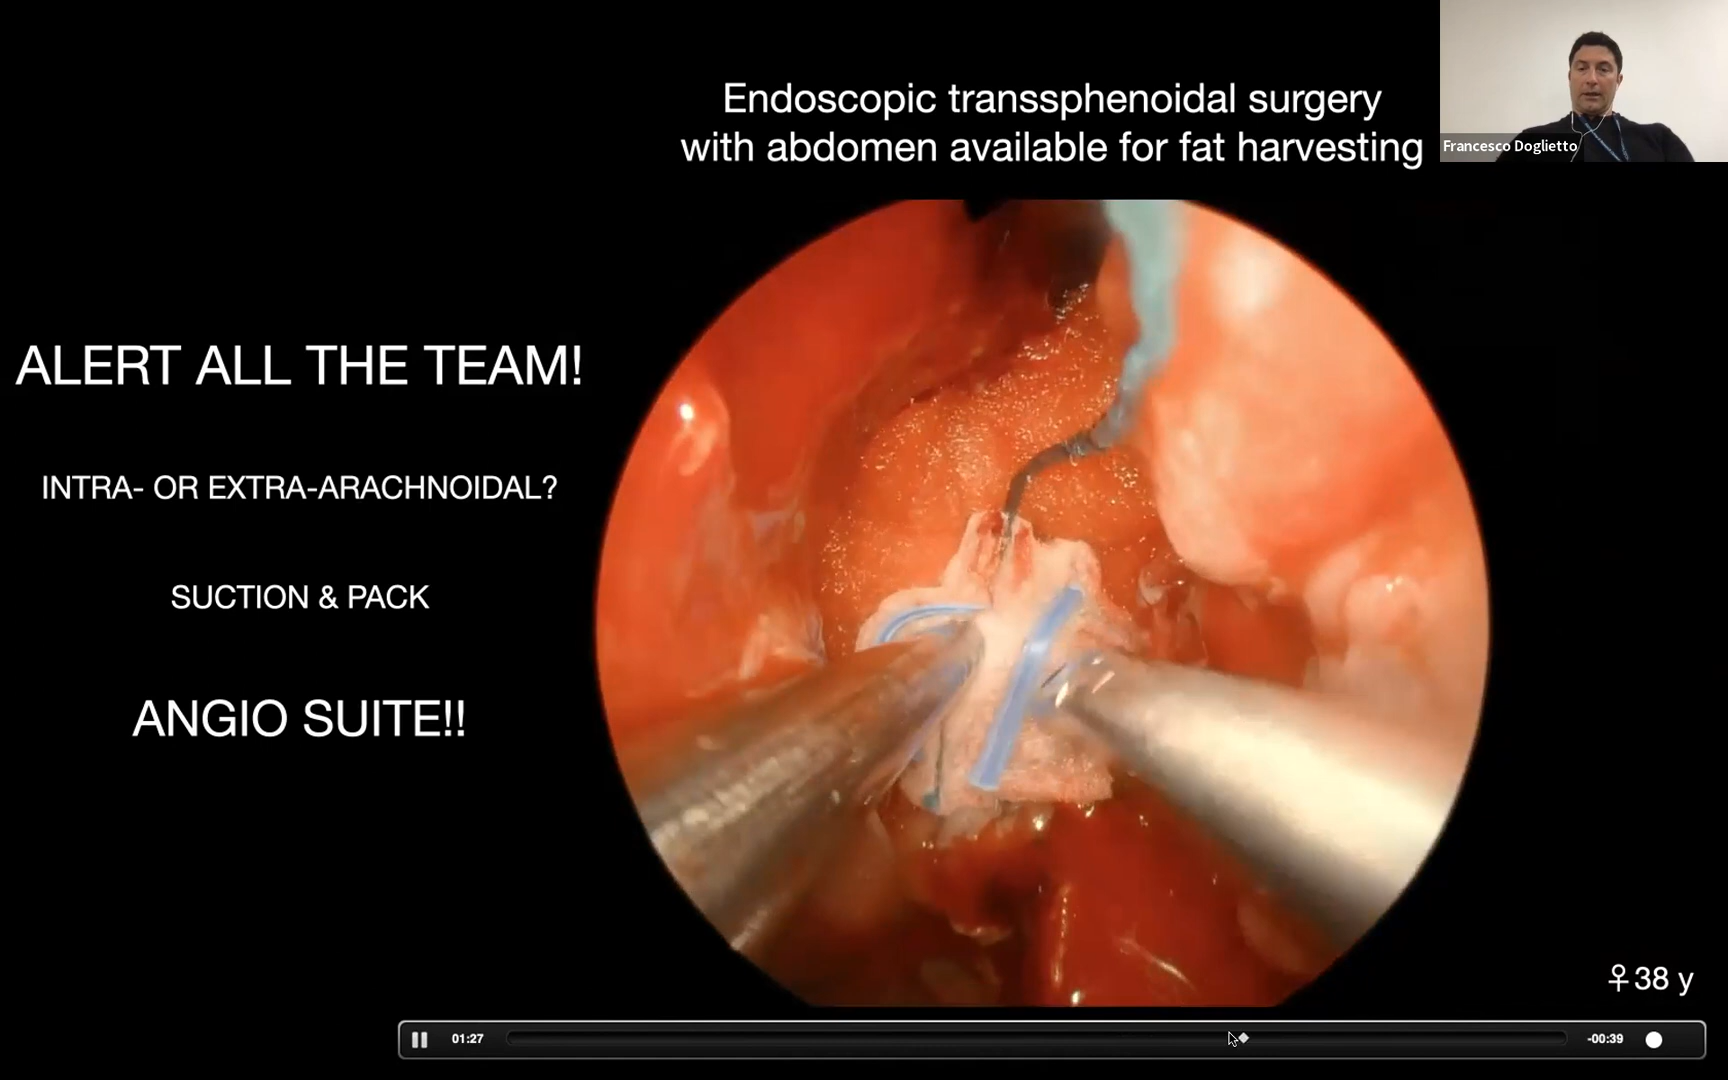 Endoscopic transsphenoidal surgery
with abdomen available for fat harvesting
Francesco Doglietto
ALERT ALL THE TEAM!
INTRA- OR EXTRA-ARACHNOIDAL?
SUCTION & PACK
ANGIO SUITE!!
♀38 y
01:27
-00:39